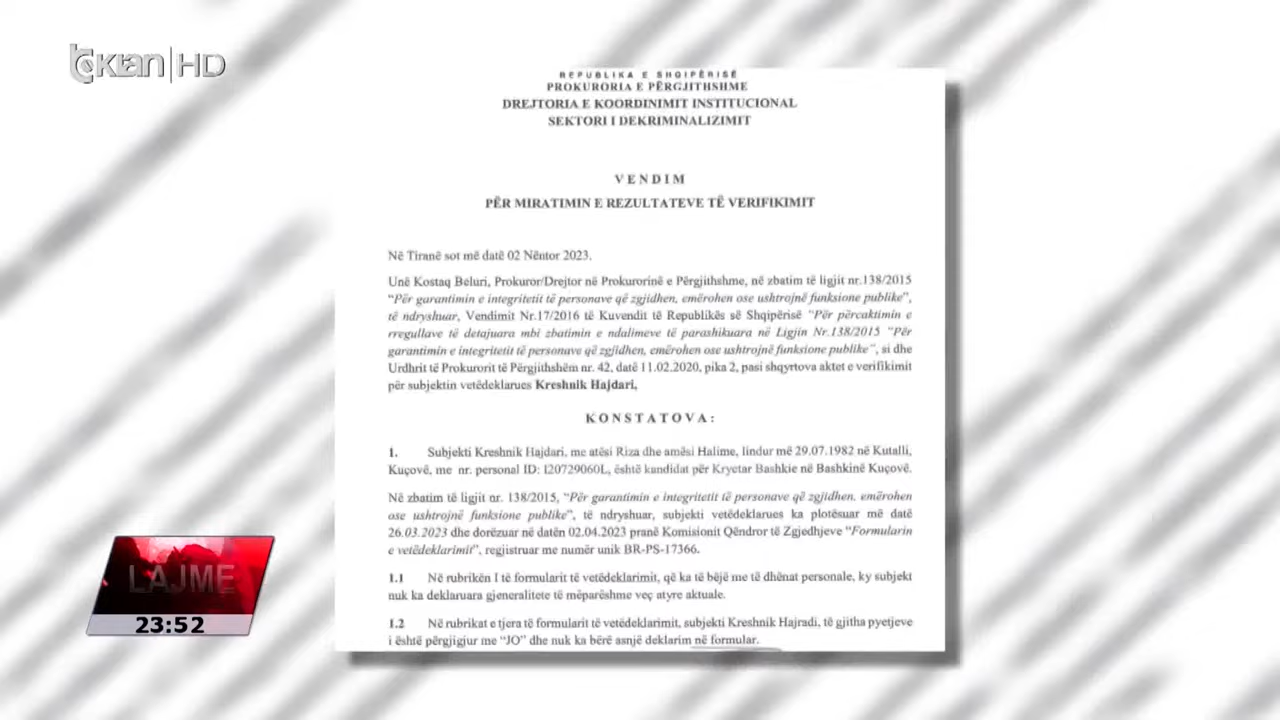 klan HD
REPUBLIKA E SHQIPËRISË
PROKURORIA E PËRGJITHSHME
DREJTORIA E KOORDINIMIT INSTITUCIONAL
SEKTORI I DEKRIMINALIZIMIT
VENDIM
PËR MIRATIMIN E REZULTATEVE TË VERIFIKIMIT
Në Tiranë sot më datë 02 Nëntor 2023.
Unë Kostaq Beluri, Prokuror/Drejtor në Prokurorinë e Përgjithshme, në zbatim të ligjit nr.138/2015
“Për garantimin e integritetit të personave që zgjidhen, emërohen ose ushtrojnë funksione publike”,
të ndryshuar, Vendimit Nr.17/2016 të Kuvendit të Republikës së Shqipërisë “Për përcaktimin e
rregullave të detajuara mbi zbatimin e ndalimeve të parashikuara në Ligjin Nr.138/2015 “Për
garantimin e integritetit të personave që zgjidhen, emërohen ose ushtrojnë funksione publike”, si dhe
Urdhrit të Prokurorit të Përgjithshëm nr. 42, datë 11.02.2020, pika 2, pasi shqyrtova aktet e verifikimit
për subjektin vetëdeklarues Kreshnik Hajdari,
KONSTATOVA:
1. Subjekti Kreshnik Hajdari, me atësi Riza dhe amësi Halime, lindur më 29.07.1982 në Kutalli,
Kuçovë, me nr. personal ID: I20729060L, është kandidat për Kryetar Bashkie në Bashkinë Kuçovë.
Në zbatim të ligjit nr. 138/2015, “Për garantimin e integritetit të personave që zgjidhen, emërohen
ose ushtrojnë funksione publike”, të ndryshuar, subjekti vetëdeklarues ka plotësuar më datë
26.03.2023 dhe dorëzuar në datën 02.04.2023 pranë Komisionit Qëndror të Zgjedhjeve “Formularin
e vetëdeklarimit”, regjistruar me numër unik BR-PS-17366.
1.1 Në rubrikën I të formularit të vetëdeklarimit, që ka të bëjë me të dhënat personale, ky subjekt
nuk ka deklaruara gjeneralitete të mëparëshme veç atyre aktuale.
1.2 Në rubrikat e tjera të formularit të vetëdeklarimit, subjekti Kreshnik Hajradi, të gjitha pyetjeve
i është përgjigjur me “JO” dhe nuk ka bërë asnjë deklarim në formular.
LAJME
23:52